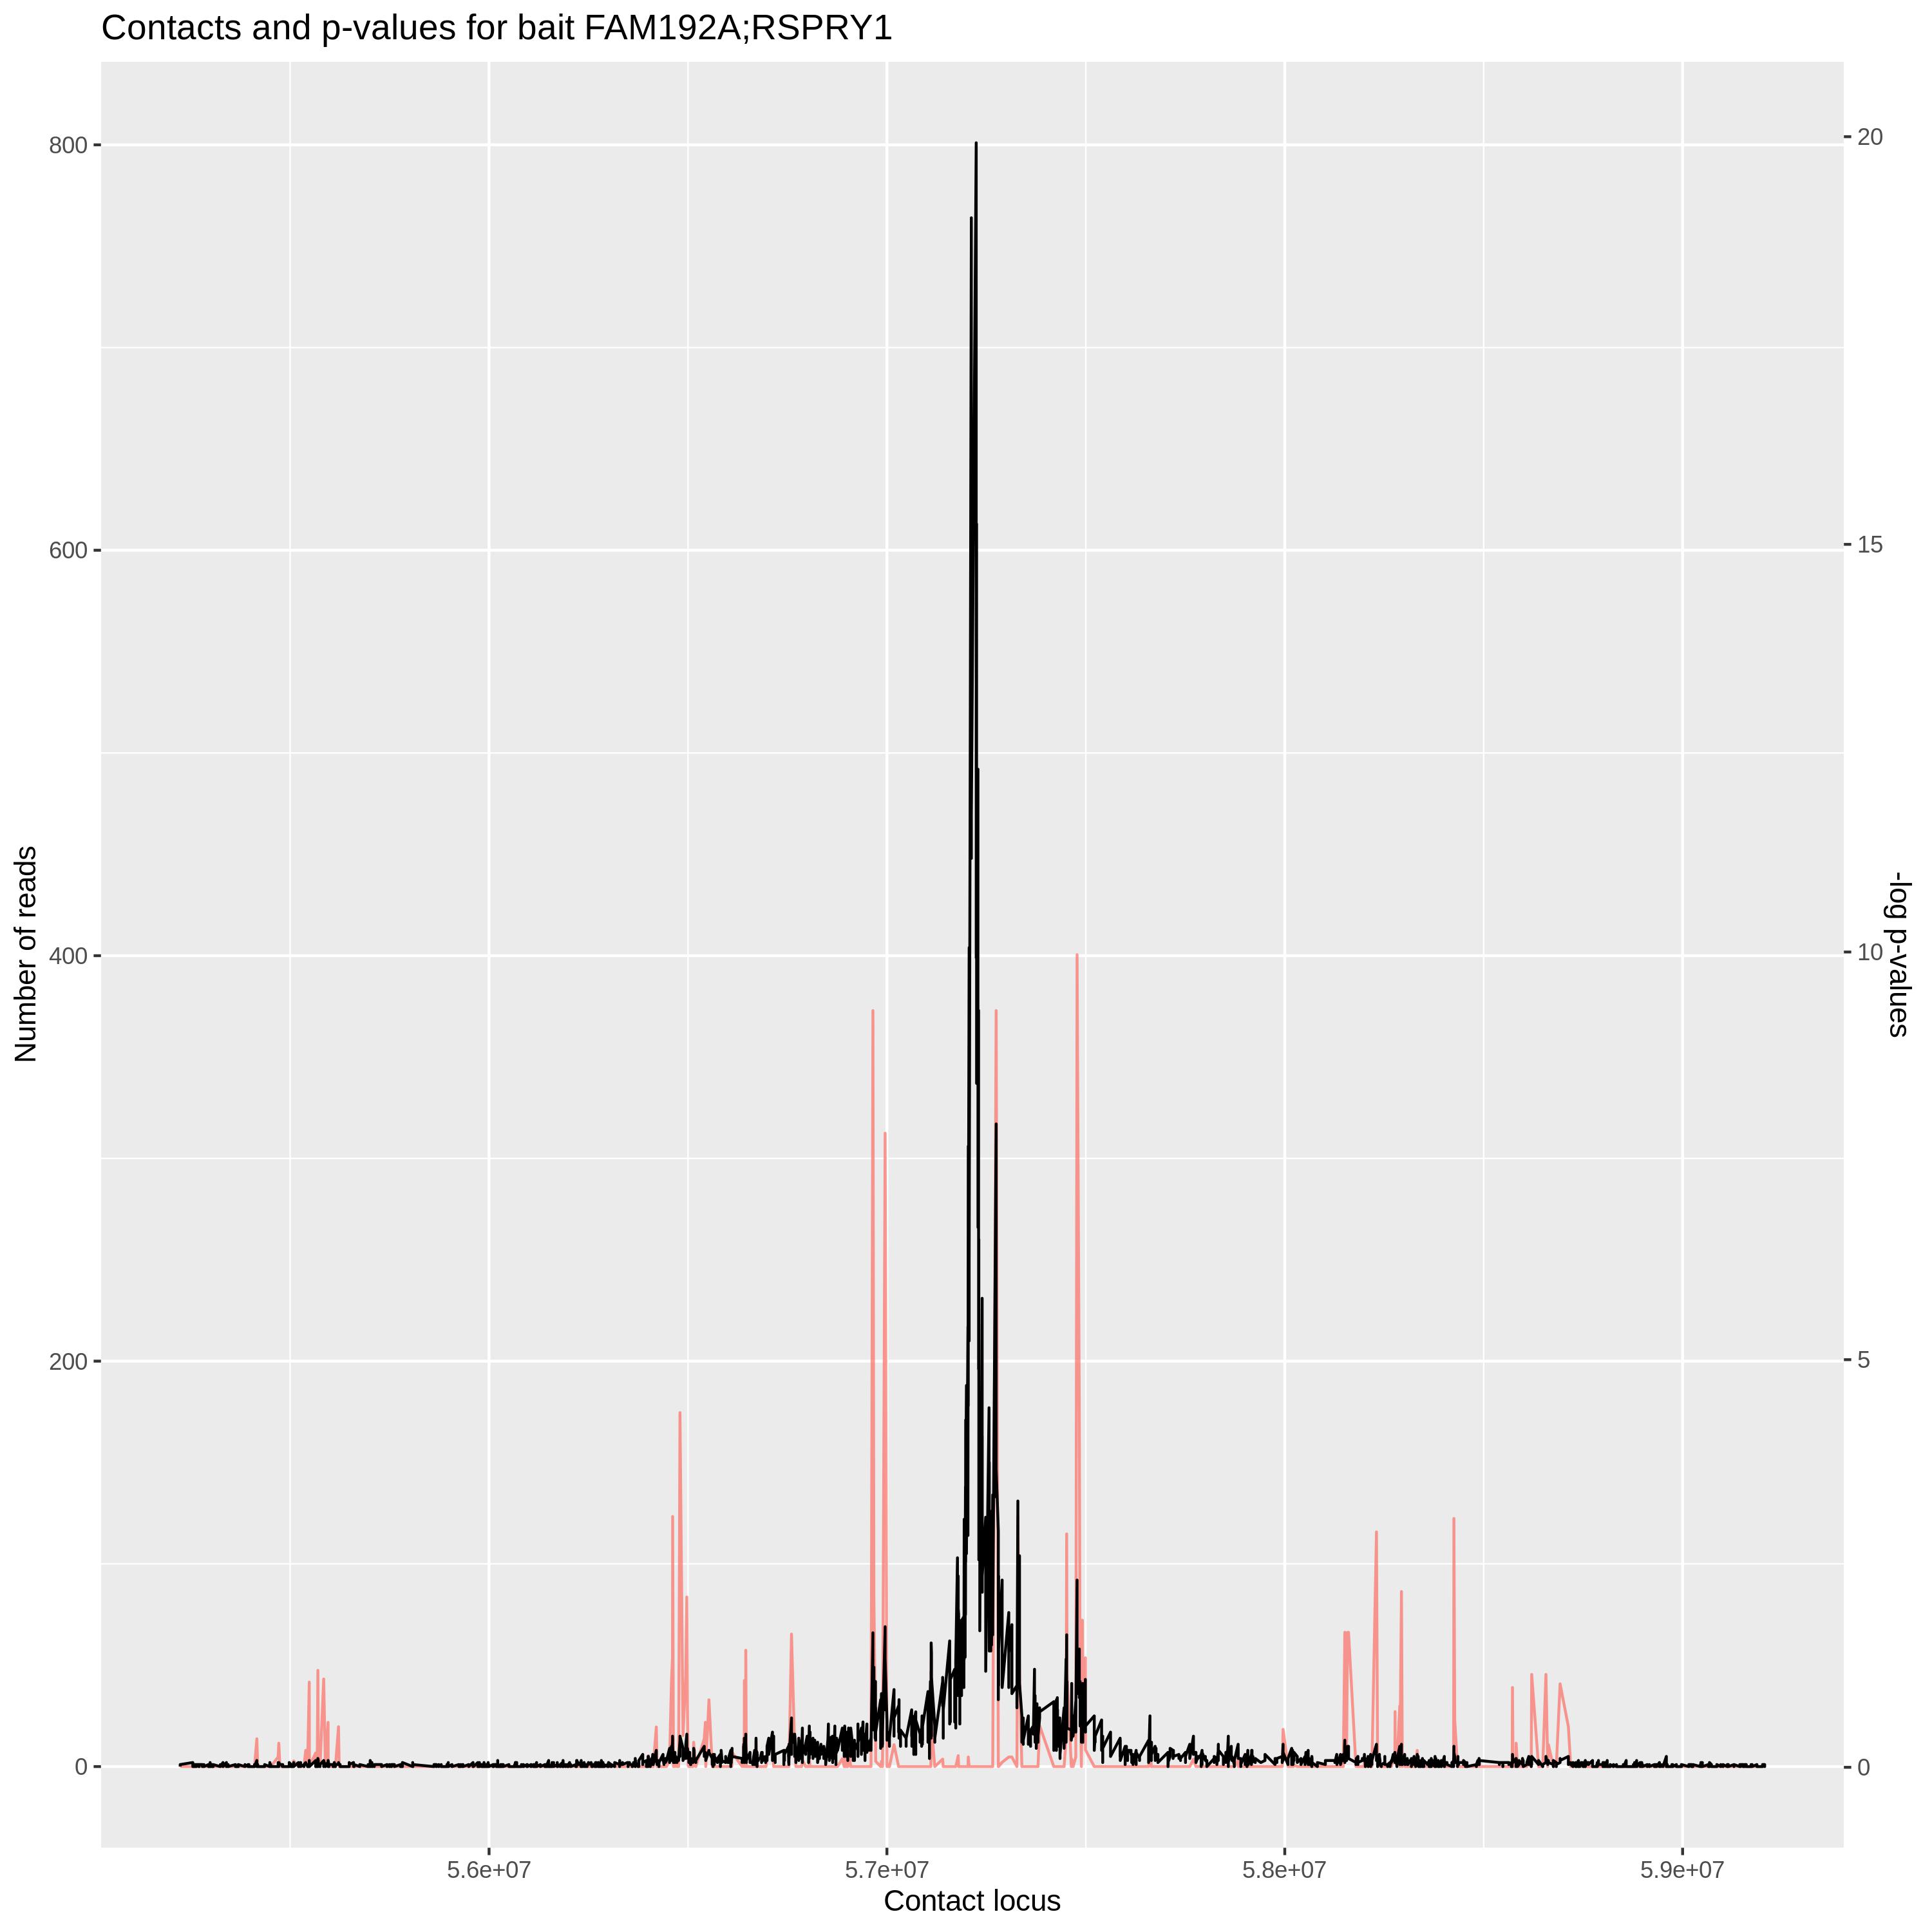 Contacts and p-values for bait FAM192A;RSPRY1
800
600
400
200
0
20
15
10
5
0
Number of reads
-log p-values
5.6e+07
5.7e+07
5.8e+07
5.9e+07
Contact locus